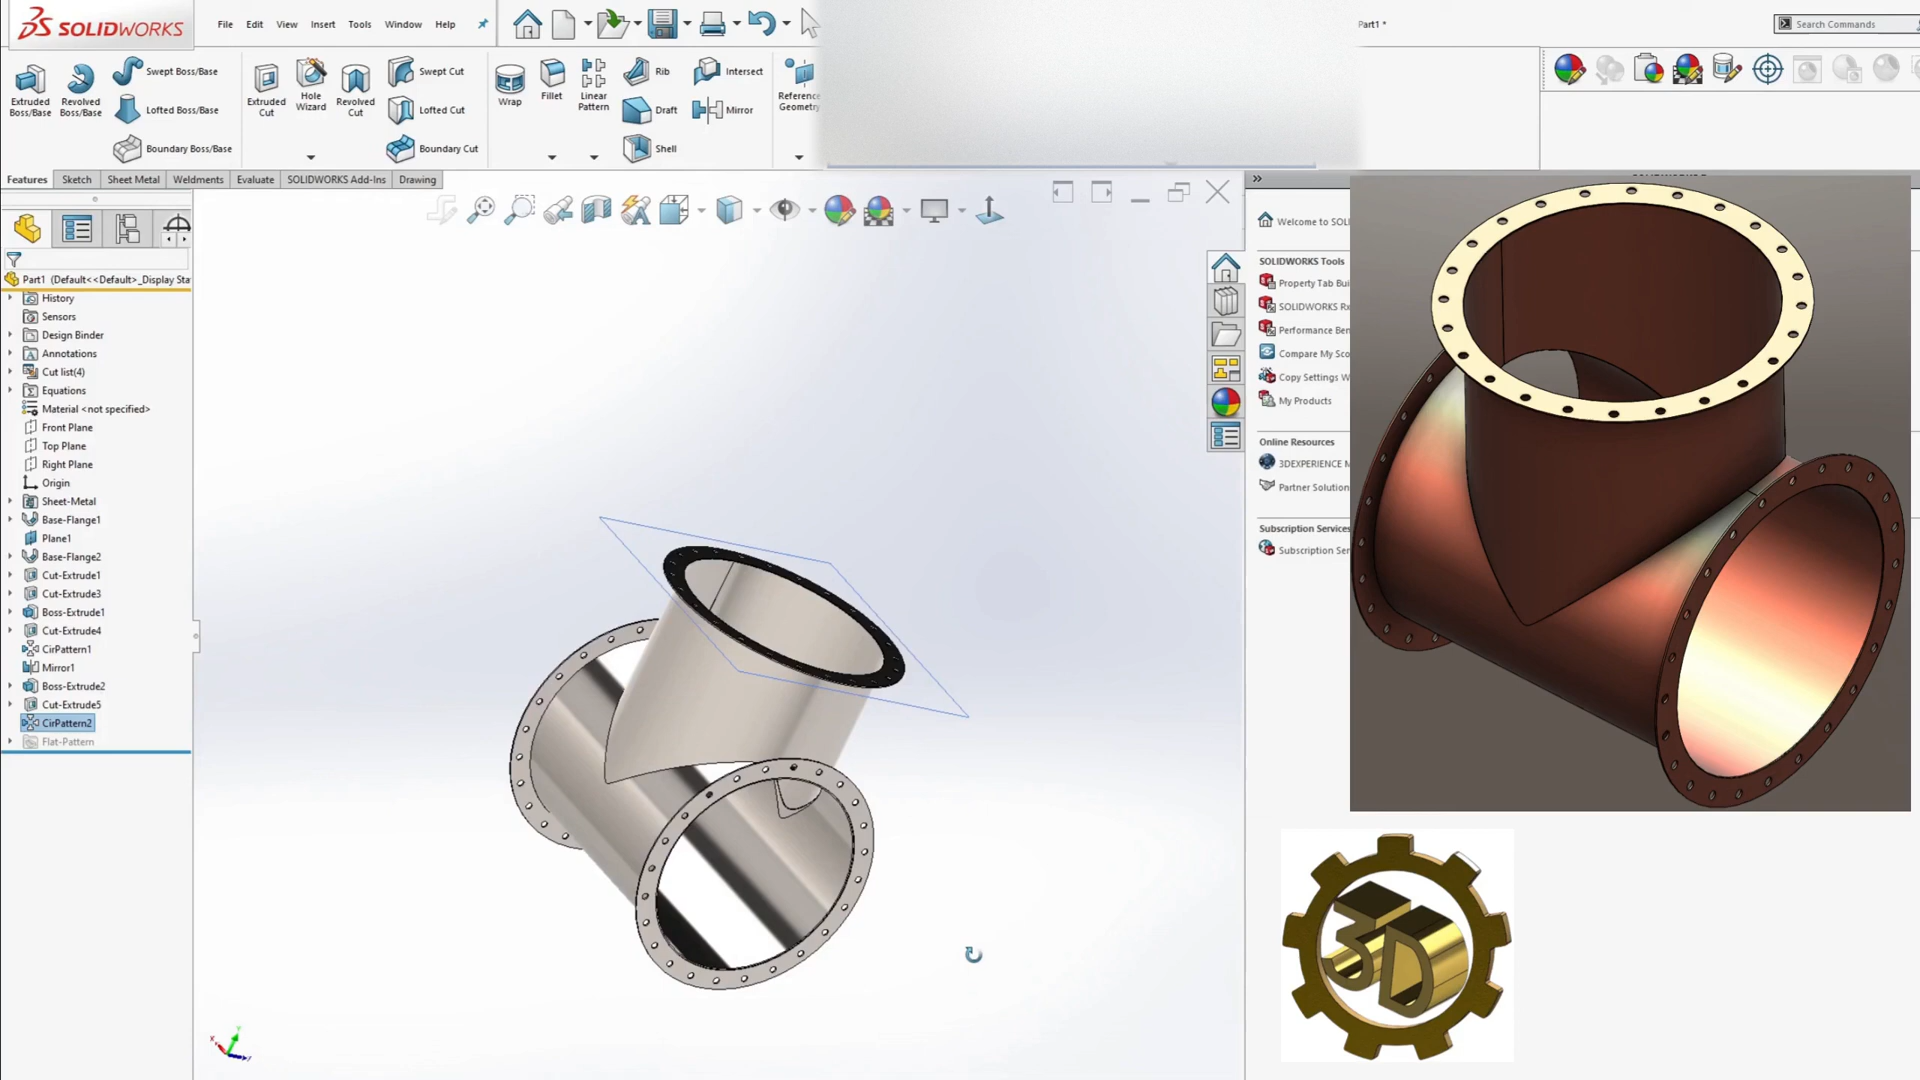 SOLIDWORKS
File Edit View Insert Tools Window Help
Part1 *
Search Commands
Extruded Boss/Base
Revolved Boss/Base
Swept Boss/Base
Lofted Boss/Base
Boundary Boss/Base
Extruded Cut
Hole Wizard
Revolved Cut
Swept Cut
Lofted Cut
Boundary Cut
Wrap
Fillet
Linear Pattern
Rib
Draft
Shell
Intersect
Mirror
Reference Geometry
Features Sketch Sheet Metal Weldments Evaluate SOLIDWORKS Add-Ins Drawing
Part1 (Default<<Default>_Display Sta
History
Sensors
Design Binder
Annotations
Cut list(4)
Equations
Material <not specified>
Front Plane
Top Plane
Right Plane
Origin
Sheet-Metal
Base-Flange1
Plane1
Base-Flange2
Cut-Extrude1
Cut-Extrude3
Boss-Extrude1
Cut-Extrude4
CirPattern1
Mirror1
Boss-Extrude2
Cut-Extrude5
CirPattern2
Flat-Pattern
Welcome to SOLI
SOLIDWORKS Tools
Property Tab Bui
SOLIDWORKS Rx
Performance Ben
Compare My Sco
Copy Settings W
My Products
Online Resources
3DEXPERIENCE M
Partner Solution
Subscription Services
Subscription Ser
3D